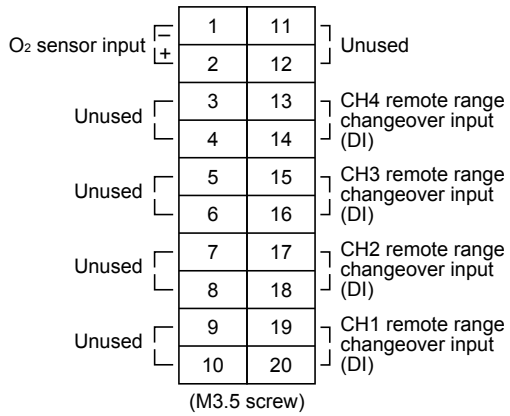 O₂ sensor input
–
+
1 11
2 12
Unused
Unused
3 13
4 14
CH4 remote range
changeover input
(DI)
Unused
5 15
6 16
CH3 remote range
changeover input
(DI)
Unused
7 17
8 18
CH2 remote range
changeover input
(DI)
Unused
9 19
10 20
CH1 remote range
changeover input
(DI)
(M3.5 screw)